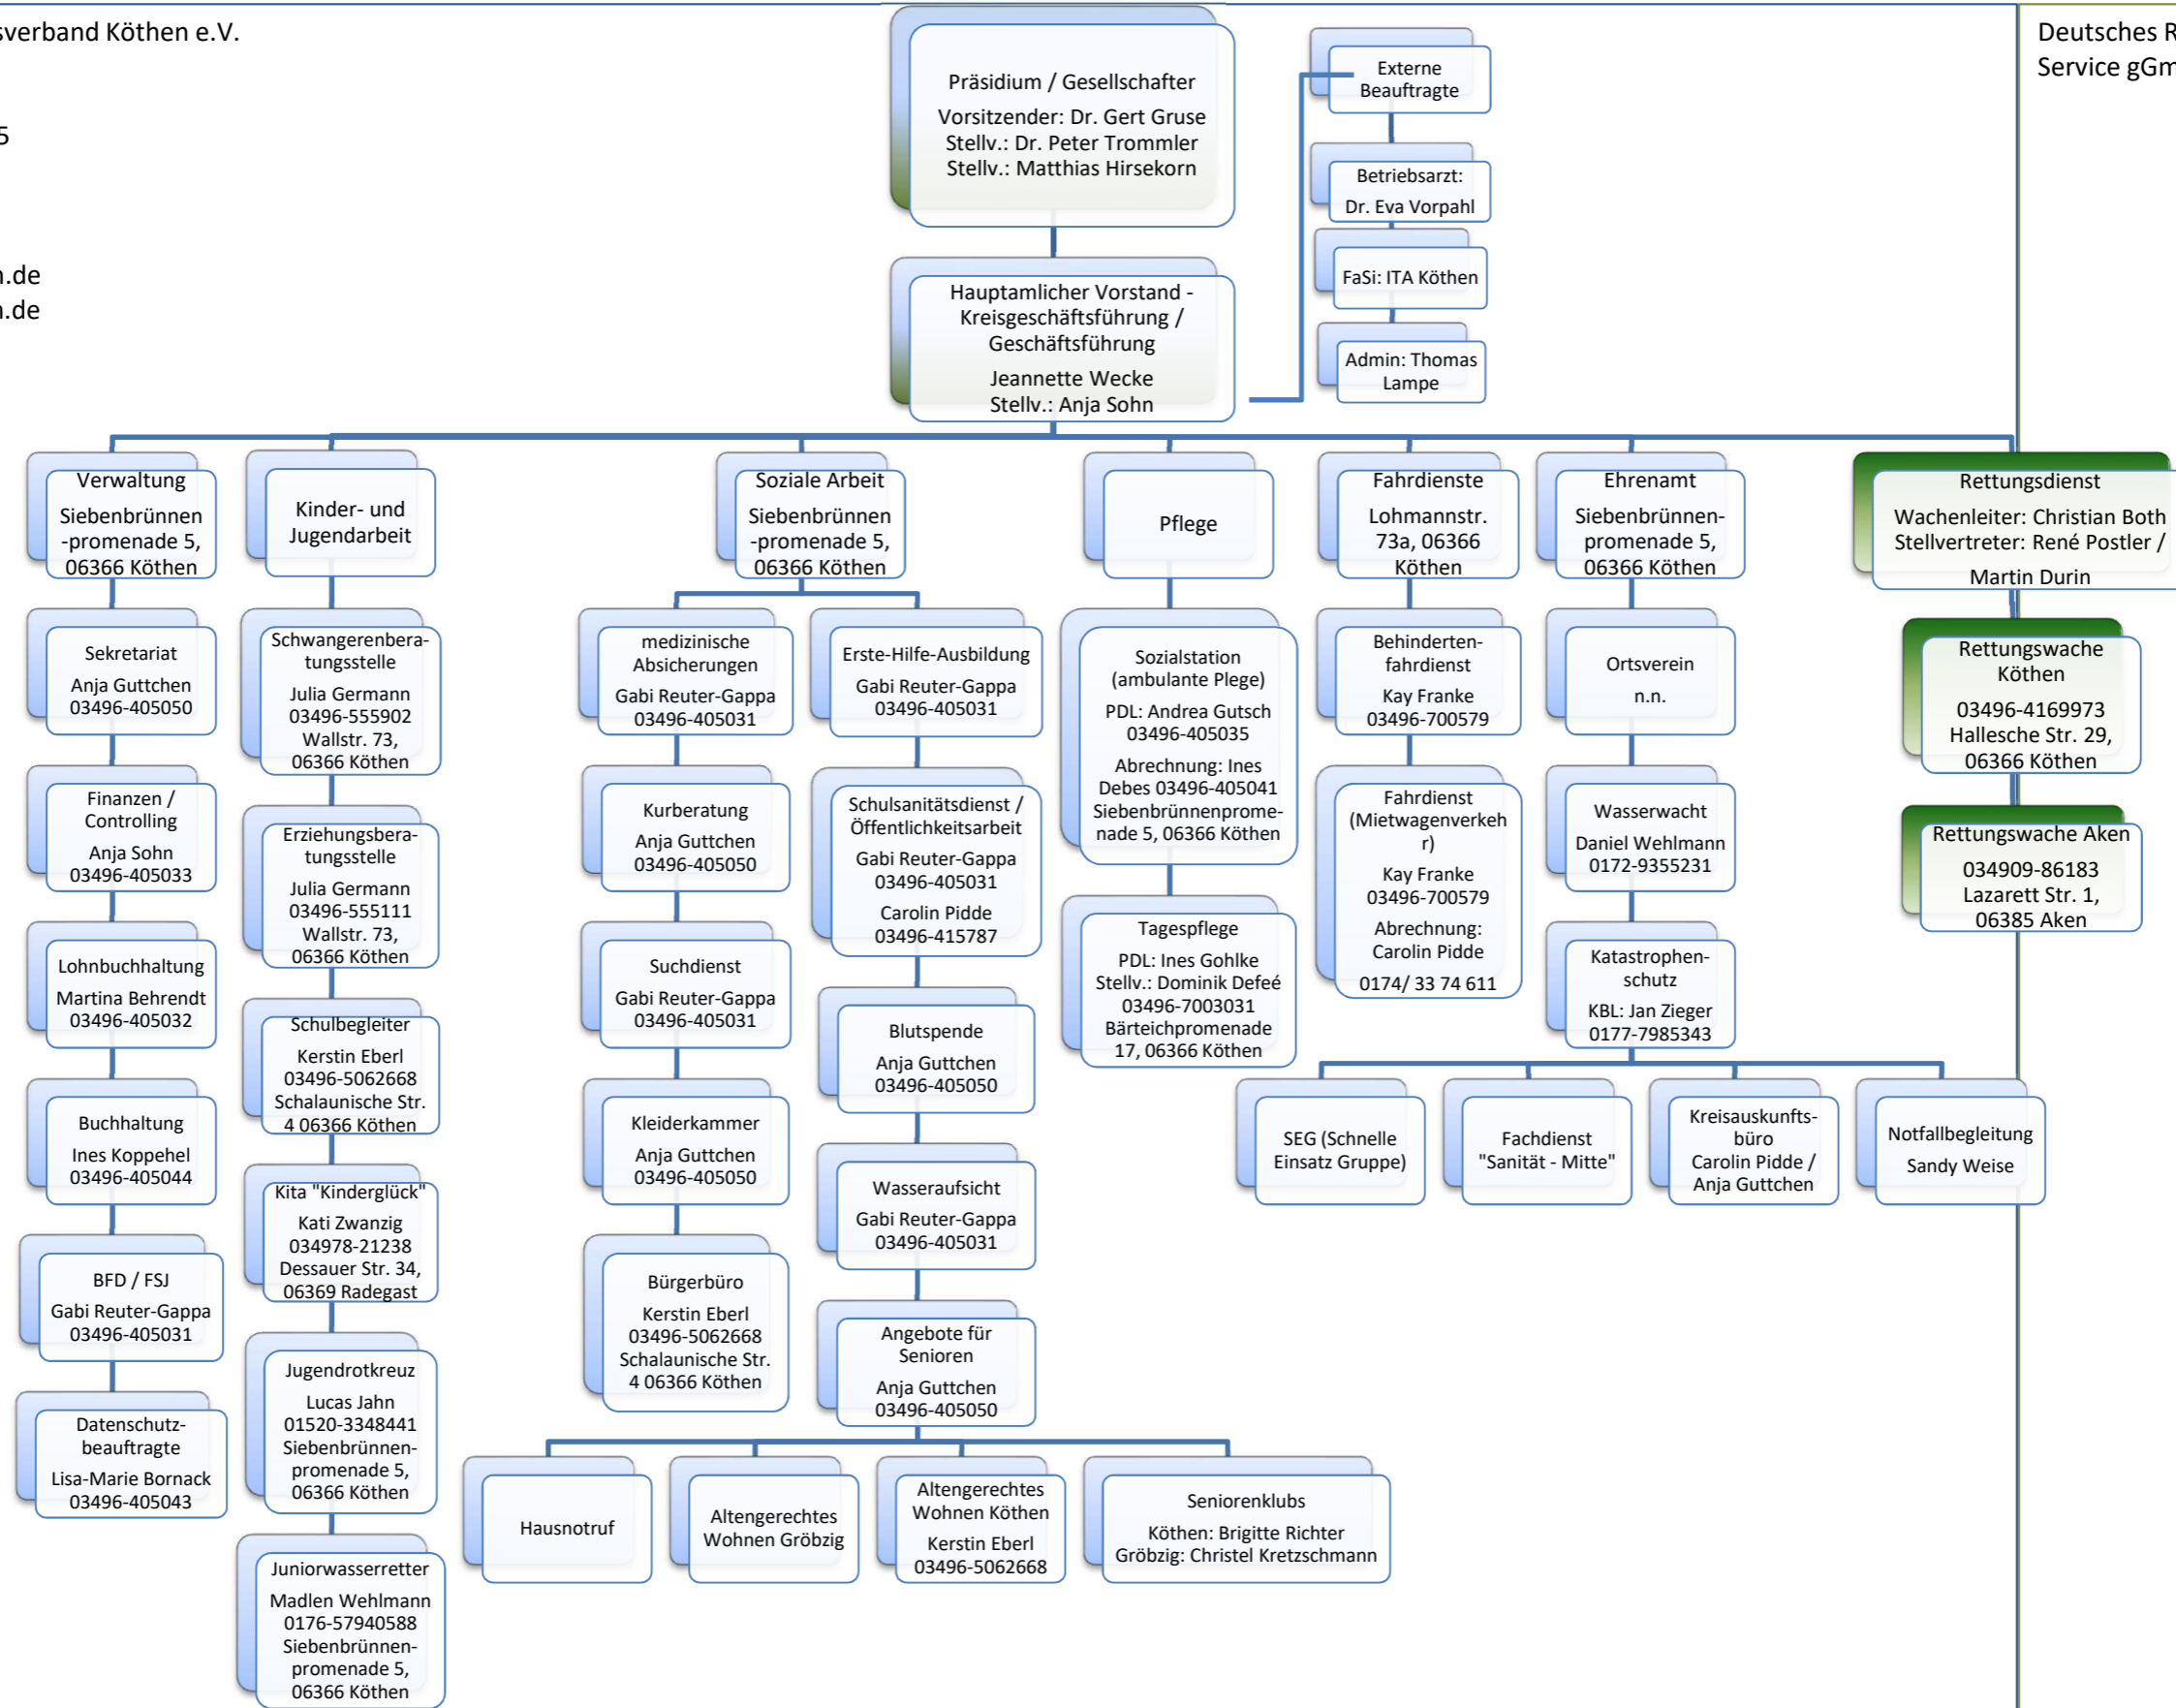 sverband Köthen e.V.
5
n.de
n.de
Deutsches R
Service gGm
Präsidium / Gesellschafter
Vorsitzender: Dr. Gert Gruse
Stellv.: Dr. Peter Trommler
Stellv.: Matthias Hirsekorn
Externe
Beauftragte
Betriebsarzt:
Dr. Eva Vorpahl
FaSi: ITA Köthen
Admin: Thomas
Lampe
Hauptamlicher Vorstand -
Kreisgeschäftsführung /
Geschäftsführung
Jeannette Wecke
Stellv.: Anja Sohn
Verwaltung
Siebenbrünnen
-promenade 5,
06366 Köthen
Sekretariat
Anja Guttchen
03496-405050
Finanzen /
Controlling
Anja Sohn
03496-405033
Lohnbuchhaltung
Martina Behrendt
03496-405032
Buchhaltung
Ines Koppehel
03496-405044
BFD / FSJ
Gabi Reuter-Gappa
03496-405031
Datenschutz-
beauftragte
Lisa-Marie Bornack
03496-405043
Kinder- und
Jugendarbeit
Schwangerenbera-
tungsstelle
Julia Germann
03496-555902
Wallstr. 73,
06366 Köthen
Erziehungsbera-
tungsstelle
Julia Germann
03496-555111
Wallstr. 73,
06366 Köthen
Schulbegleiter
Kerstin Eberl
03496-5062668
Schalaunische Str.
4 06366 Köthen
Kita "Kinderglück"
Kati Zwanzig
034978-21238
Dessauer Str. 34,
06369 Radegast
Jugendrotkreuz
Lucas Jahn
01520-3348441
Siebenbrünnen-
promenade 5,
06366 Köthen
Juniorwasserretter
Madlen Wehlmann
0176-57940588
Siebenbrünnen-
promenade 5,
06366 Köthen
Soziale Arbeit
Siebenbrünnen
-promenade 5,
06366 Köthen
medizinische
Absicherungen
Gabi Reuter-Gappa
03496-405031
Kurberatung
Anja Guttchen
03496-405050
Suchdienst
Gabi Reuter-Gappa
03496-405031
Kleiderkammer
Anja Guttchen
03496-405050
Bürgerbüro
Kerstin Eberl
03496-5062668
Schalaunische Str.
4 06366 Köthen
Erste-Hilfe-Ausbildung
Gabi Reuter-Gappa
03496-405031
Schulsanitätsdienst /
Öffentlichkeitsarbeit
Gabi Reuter-Gappa
03496-405031
Carolin Pidde
03496-415787
Blutspende
Anja Guttchen
03496-405050
Wasseraufsicht
Gabi Reuter-Gappa
03496-405031
Angebote für
Senioren
Anja Guttchen
03496-405050
Hausnotruf
Altengerechtes
Wohnen Gröbzig
Altengerechtes
Wohnen Köthen
Kerstin Eberl
03496-5062668
Seniorenklubs
Köthen: Brigitte Richter
Gröbzig: Christel Kretzschmann
Pflege
Sozialstation
(ambulante Plege)
PDL: Andrea Gutsch
03496-405035
Abrechnung: Ines
Debes 03496-405041
Siebenbrünnenprome-
nade 5, 06366 Köthen
Tagespflege
PDL: Ines Gohlke
Stellv.: Dominik Defeé
03496-7003031
Bärteichpromenade
17, 06366 Köthen
Fahrdienste
Lohmannstr.
73a, 06366
Köthen
Behinderten-
fahrdienst
Kay Franke
03496-700579
Fahrdienst
(Mietwagenverkeh
r)
Kay Franke
03496-700579
Abrechnung:
Carolin Pidde
0174/ 33 74 611
Ehrenamt
Siebenbrünnen-
promenade 5,
06366 Köthen
Ortsverein
n.n.
Wasserwacht
Daniel Wehlmann
0172-9355231
Katastrophen-
schutz
KBL: Jan Zieger
0177-7985343
SEG (Schnelle
Einsatz Gruppe)
Fachdienst
"Sanität - Mitte"
Kreisauskunfts-
büro
Carolin Pidde /
Anja Guttchen
Notfallbegleitung
Sandy Weise
Rettungsdienst
Wachenleiter: Christian Both
Stellvertreter: René Postler /
Martin Durin
Rettungswache
Köthen
03496-4169973
Hallesche Str. 29,
06366 Köthen
Rettungswache Aken
034909-86183
Lazarett Str. 1,
06385 Aken